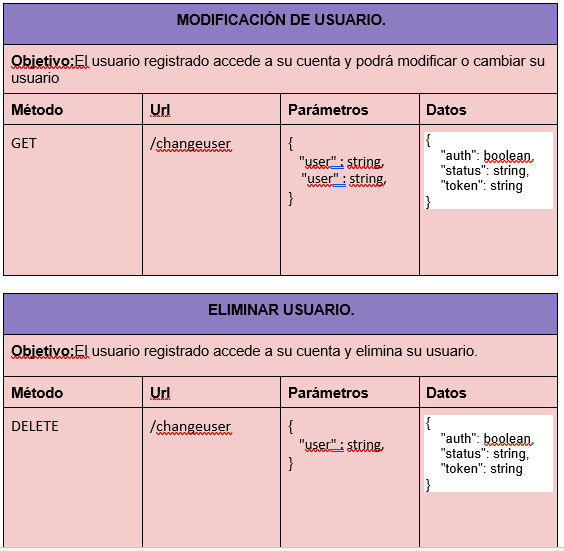 MODIFICACIÓN DE USUARIO.
Objetivo:El usuario registrado accede a su cuenta y podrá modificar o cambiar su
usuario
Método Url Parámetros Datos
GET /changeuser
{
"user" : string,
"user" : string,
}
{
"auth": boolean,
"status": string,
"token": string
}
ELIMINAR USUARIO.
Objetivo:El usuario registrado accede a su cuenta y elimina su usuario.
Método Url Parámetros Datos
DELETE /changeuser
{
"user" : string,
}
{
"auth": boolean,
"status": string,
"token": string
}